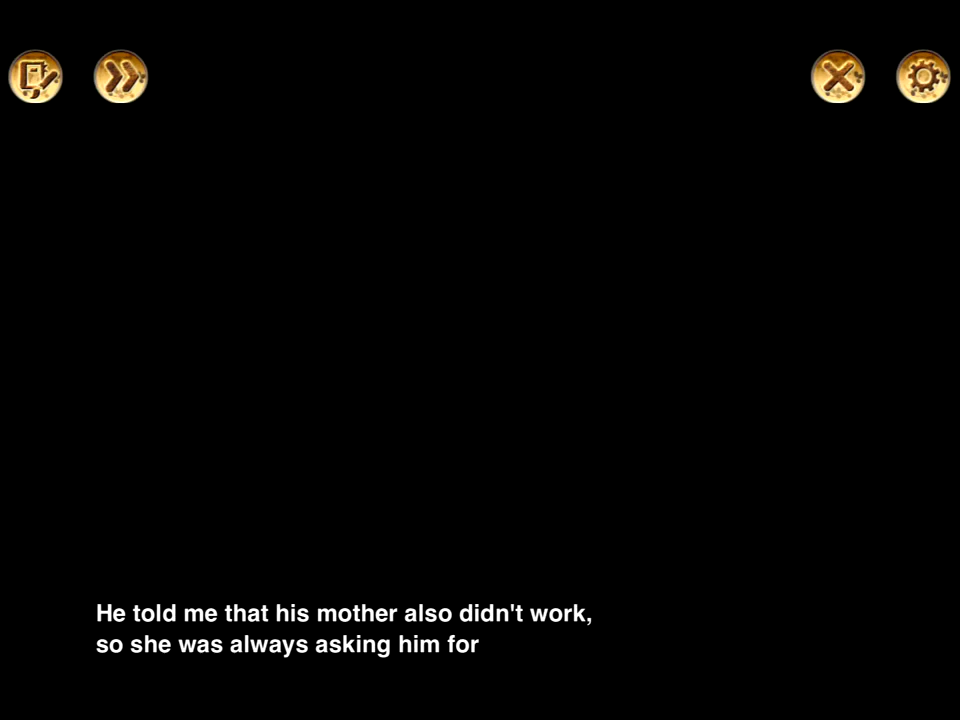 He told me that his mother also didn't work,
so she was always asking him for